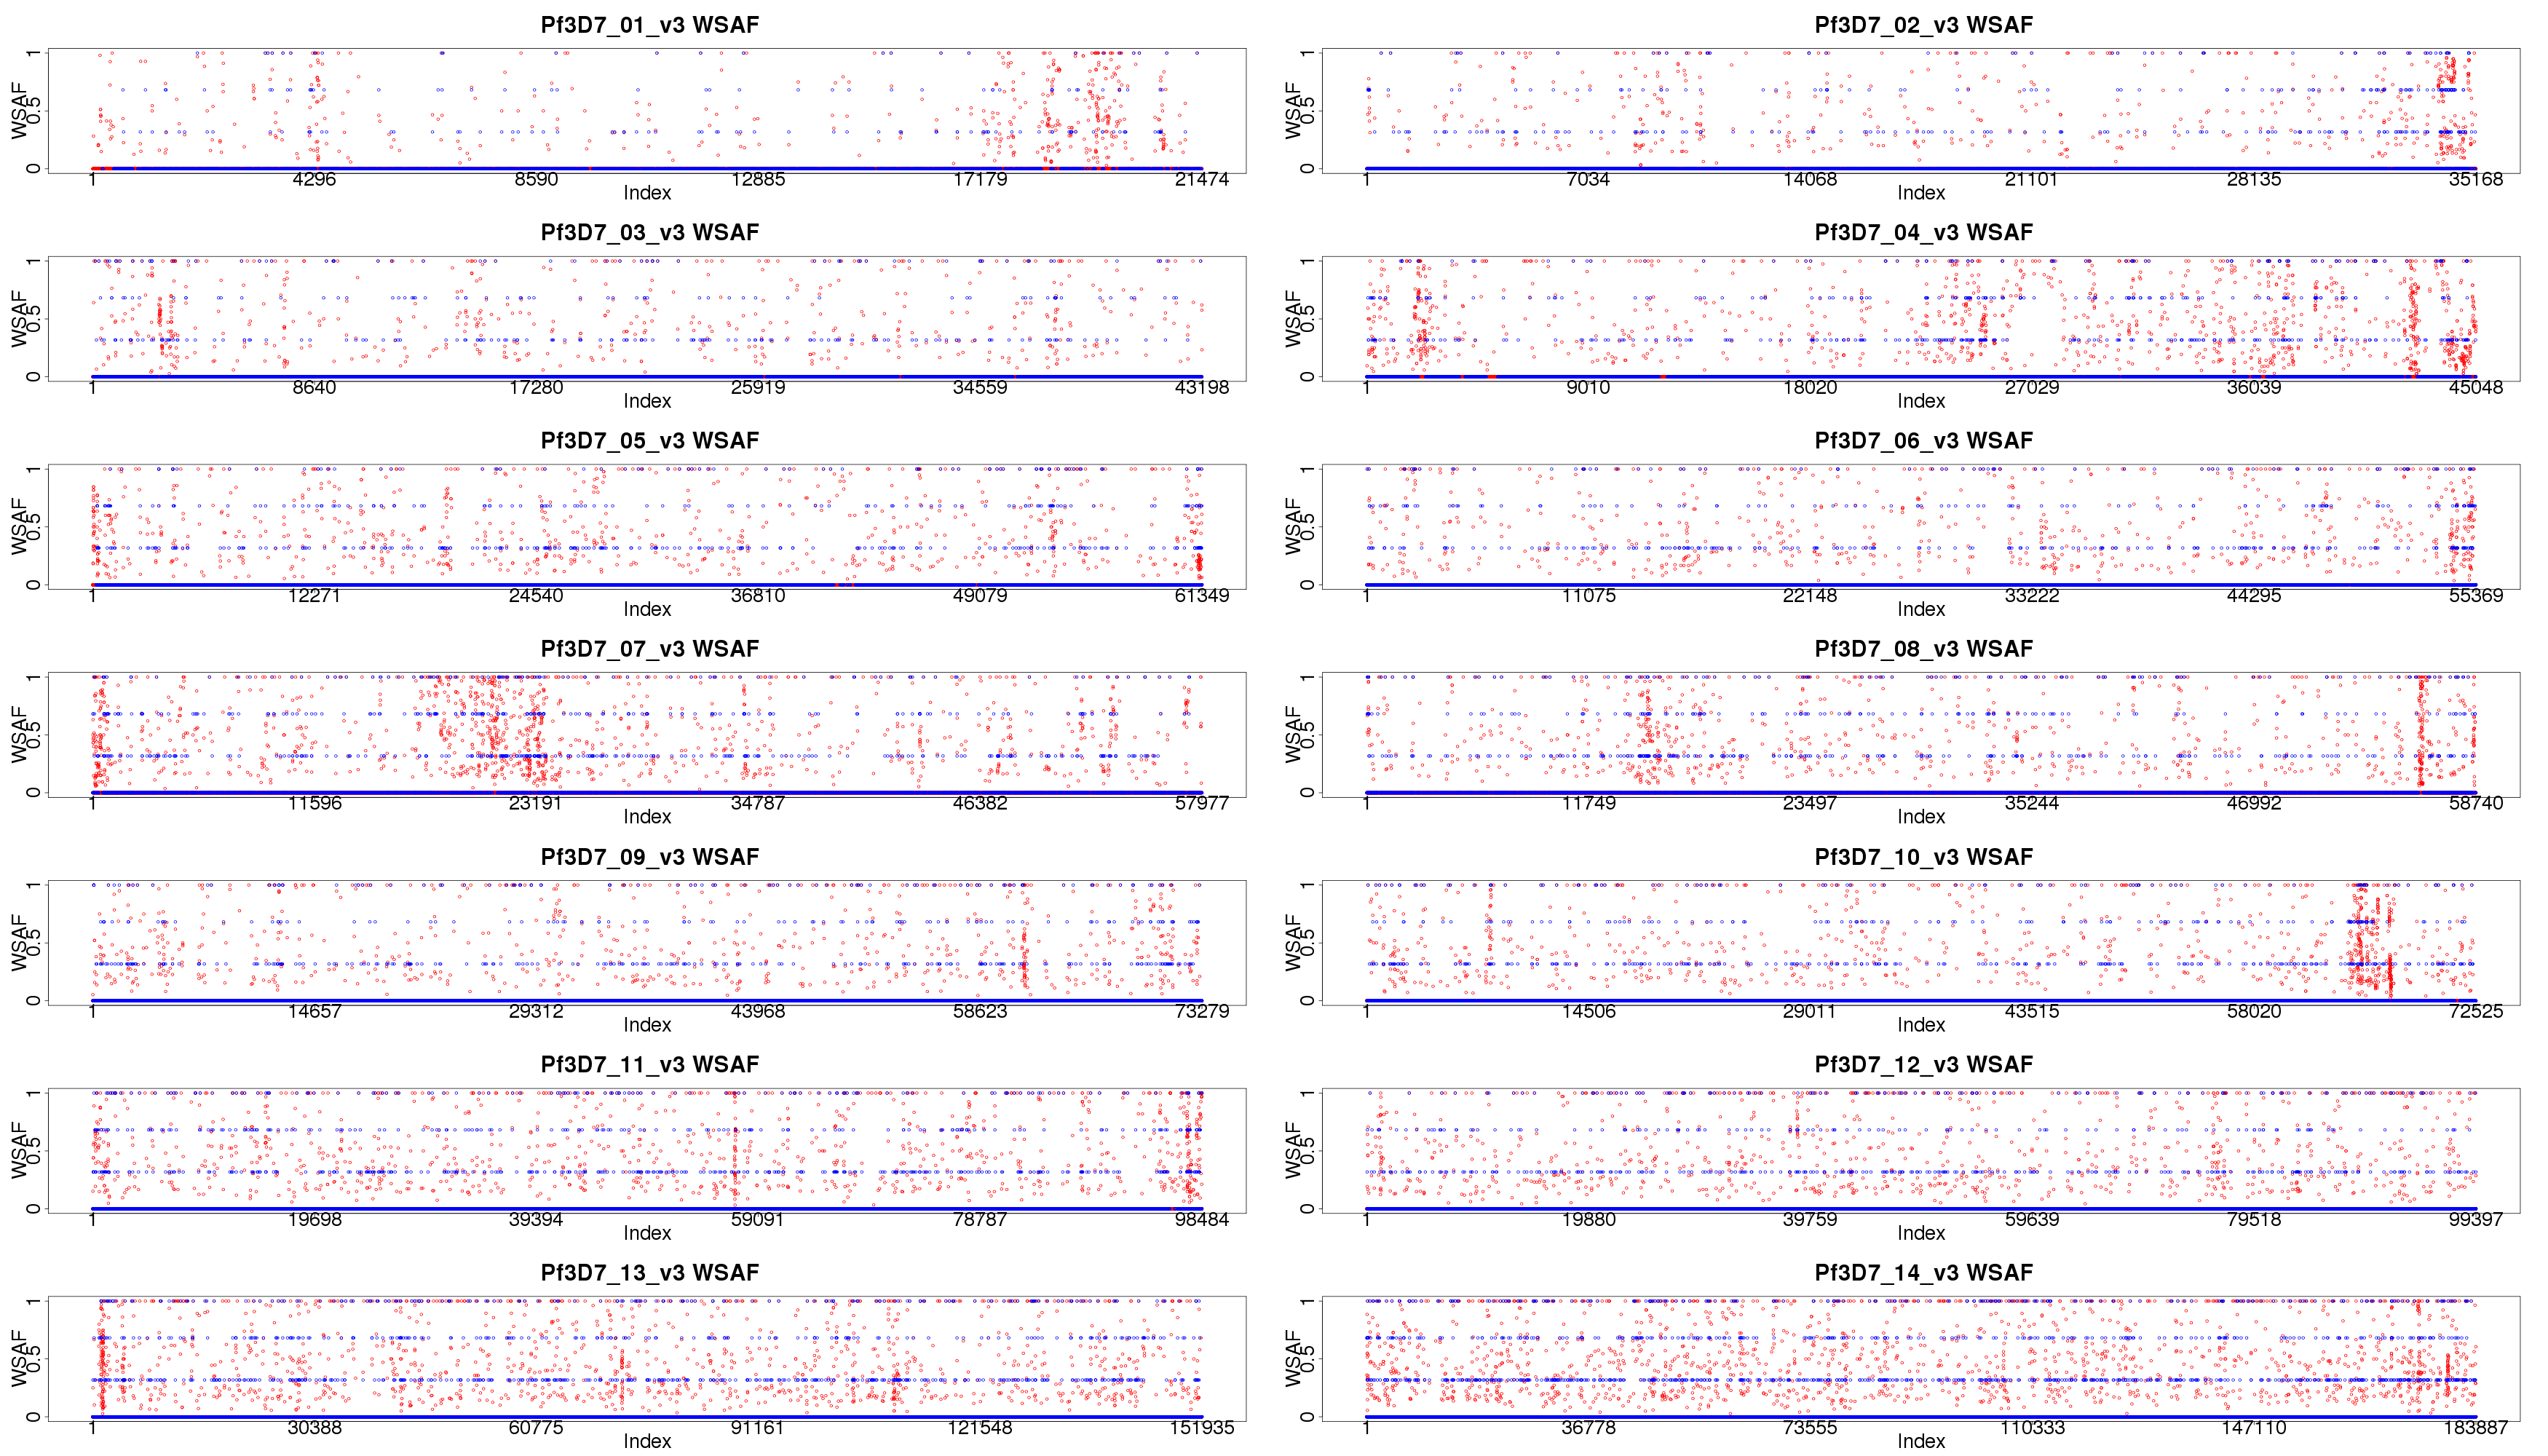 Pf3D7_01_v3 WSAF
WSAF
1
0.5
0
1 4296 8590 12885 17179 21474
Index
Pf3D7_02_v3 WSAF
WSAF
1
0.5
0
1 7034 14068 21101 28135 35168
Index
Pf3D7_03_v3 WSAF
WSAF
1
0.5
0
1 8640 17280 25919 34559 43198
Index
Pf3D7_04_v3 WSAF
WSAF
1
0.5
0
1 9010 18020 27029 36039 45048
Index
Pf3D7_05_v3 WSAF
WSAF
1
0.5
0
1 12271 24540 36810 49079 61349
Index
Pf3D7_06_v3 WSAF
WSAF
1
0.5
0
1 11075 22148 33222 44295 55369
Index
Pf3D7_07_v3 WSAF
WSAF
1
0.5
0
1 11596 23191 34787 46382 57977
Index
Pf3D7_08_v3 WSAF
WSAF
1
0.5
0
1 11749 23497 35244 46992 58740
Index
Pf3D7_09_v3 WSAF
WSAF
1
0.5
0
1 14657 29312 43968 58623 73279
Index
Pf3D7_10_v3 WSAF
WSAF
1
0.5
0
1 14506 29011 43515 58020 72525
Index
Pf3D7_11_v3 WSAF
WSAF
1
0.5
0
1 19698 39394 59091 78787 98484
Index
Pf3D7_12_v3 WSAF
WSAF
1
0.5
0
1 19880 39759 59639 79518 99397
Index
Pf3D7_13_v3 WSAF
WSAF
1
0.5
0
1 30388 60775 91161 121548 151935
Index
Pf3D7_14_v3 WSAF
WSAF
1
0.5
0
1 36778 73555 110333 147110 183887
Index